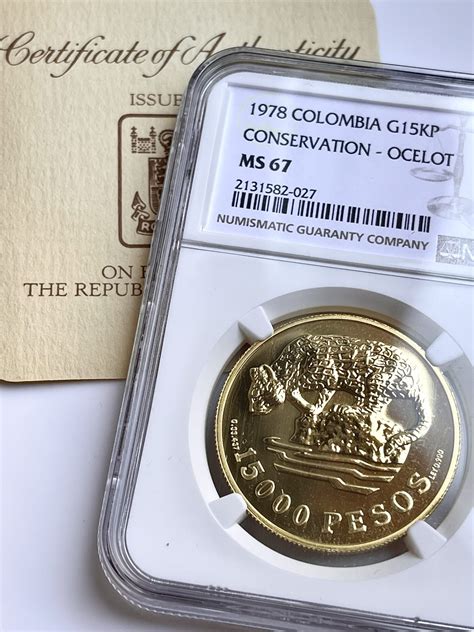 Certificate of Authenticity
ISSUE
ON
THE REPUB
1978 COLOMBIA G15KP
CONSERVATION - OCELOT
MS 67
2131582-027
NUMISMATIC GUARANTY COMPANY
15000 PESOS